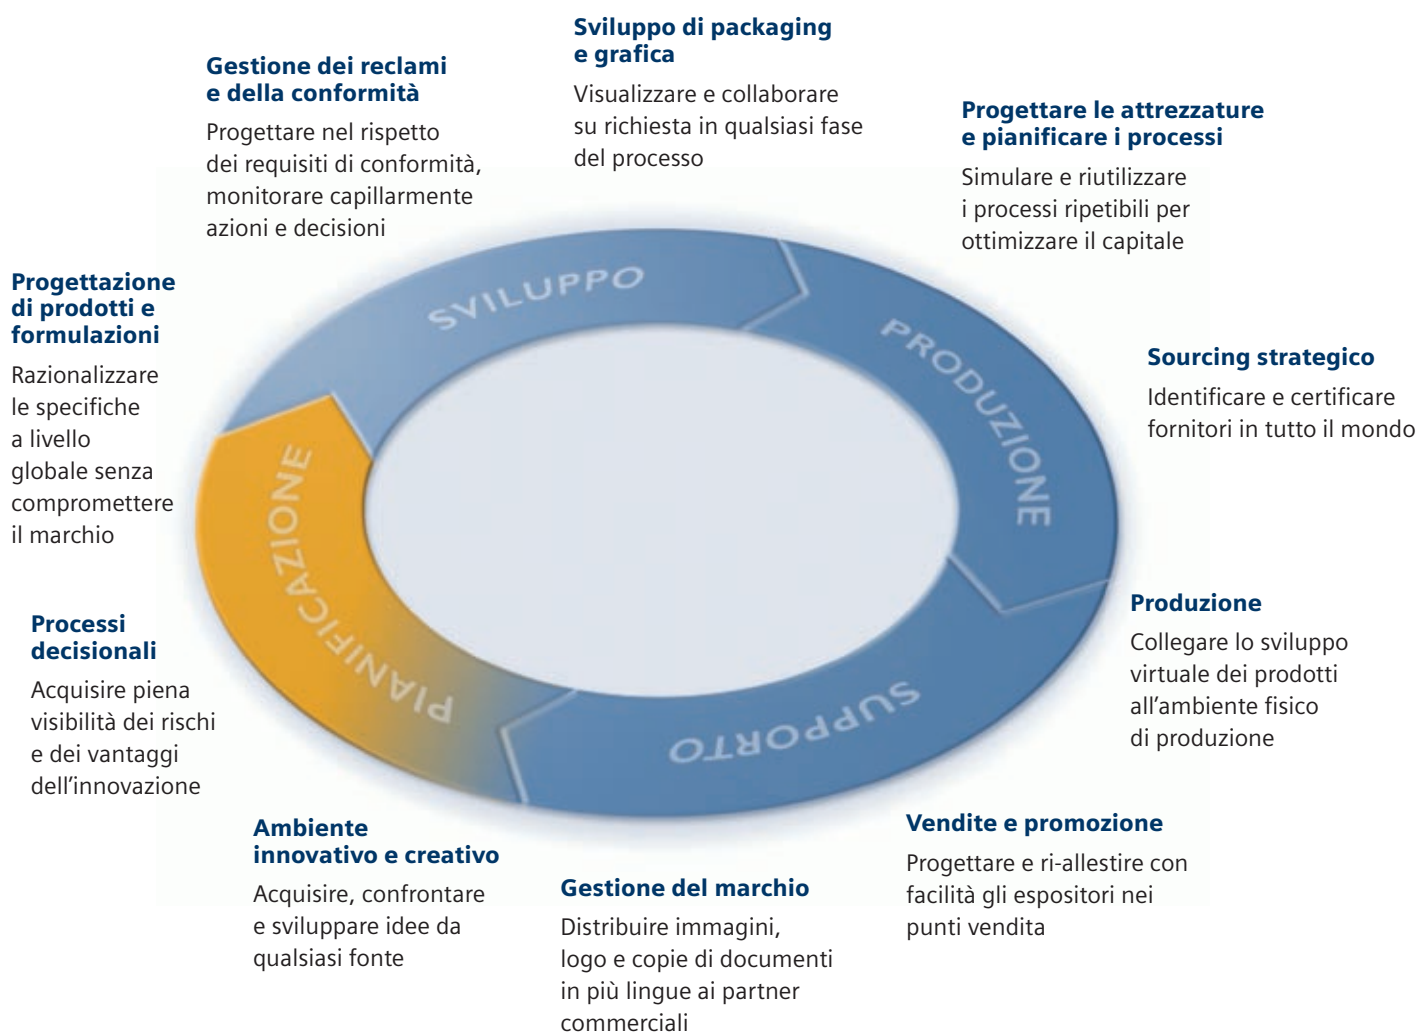 Sviluppo di packaging
e grafica
Visualizzare e collaborare
su richiesta in qualsiasi fase
del processo
Gestione dei reclami
e della conformità
Progettare nel rispetto
dei requisiti di conformità,
monitorare capillarmente
azioni e decisioni
Progettare le attrezzature
e pianificare i processi
Simulare e riutilizzare
i processi ripetibili per
ottimizzare il capitale
Progettazione
di prodotti e
formulazioni
Razionalizzare
le specifiche
a livello
globale senza
compromettere
il marchio
SVILUPPO
PRODUZIONE
SUPPORTO
PIANIFICAZIONE
Sourcing strategico
Identificare e certificare
fornitori in tutto il mondo
Processi
decisionali
Acquisire piena
visibilità dei rischi
e dei vantaggi
dell'innovazione
Produzione
Collegare lo sviluppo
virtuale dei prodotti
all'ambiente fisico
di produzione
Ambiente
innovativo e creativo
Acquisire, confrontare
e sviluppare idee da
qualsiasi fonte
Gestione del marchio
Distribuire immagini,
logo e copie di documenti
in più lingue ai partner
commerciali
Vendite e promozione
Progettare e ri-allestire con
facilità gli espositori nei
punti vendita